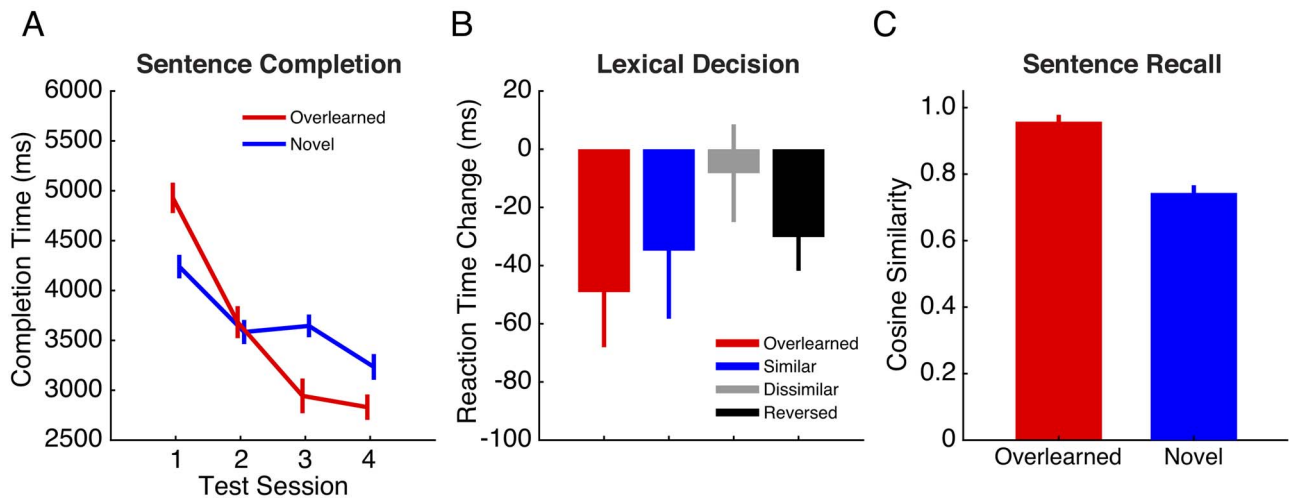 A
Sentence Completion
Completion Time (ms)
6000
5500
5000
4500
4000
3500
3000
2500
Overlearned
Novel
1 2 3 4
Test Session
B
Lexical Decision
Reaction Time Change (ms)
20
0
-20
-40
-60
-80
-100
Overlearned
Similar
Dissimilar
Reversed
C
Sentence Recall
Cosine Similarity
1.0
0.8
0.6
0.4
0.2
0
Overlearned Novel